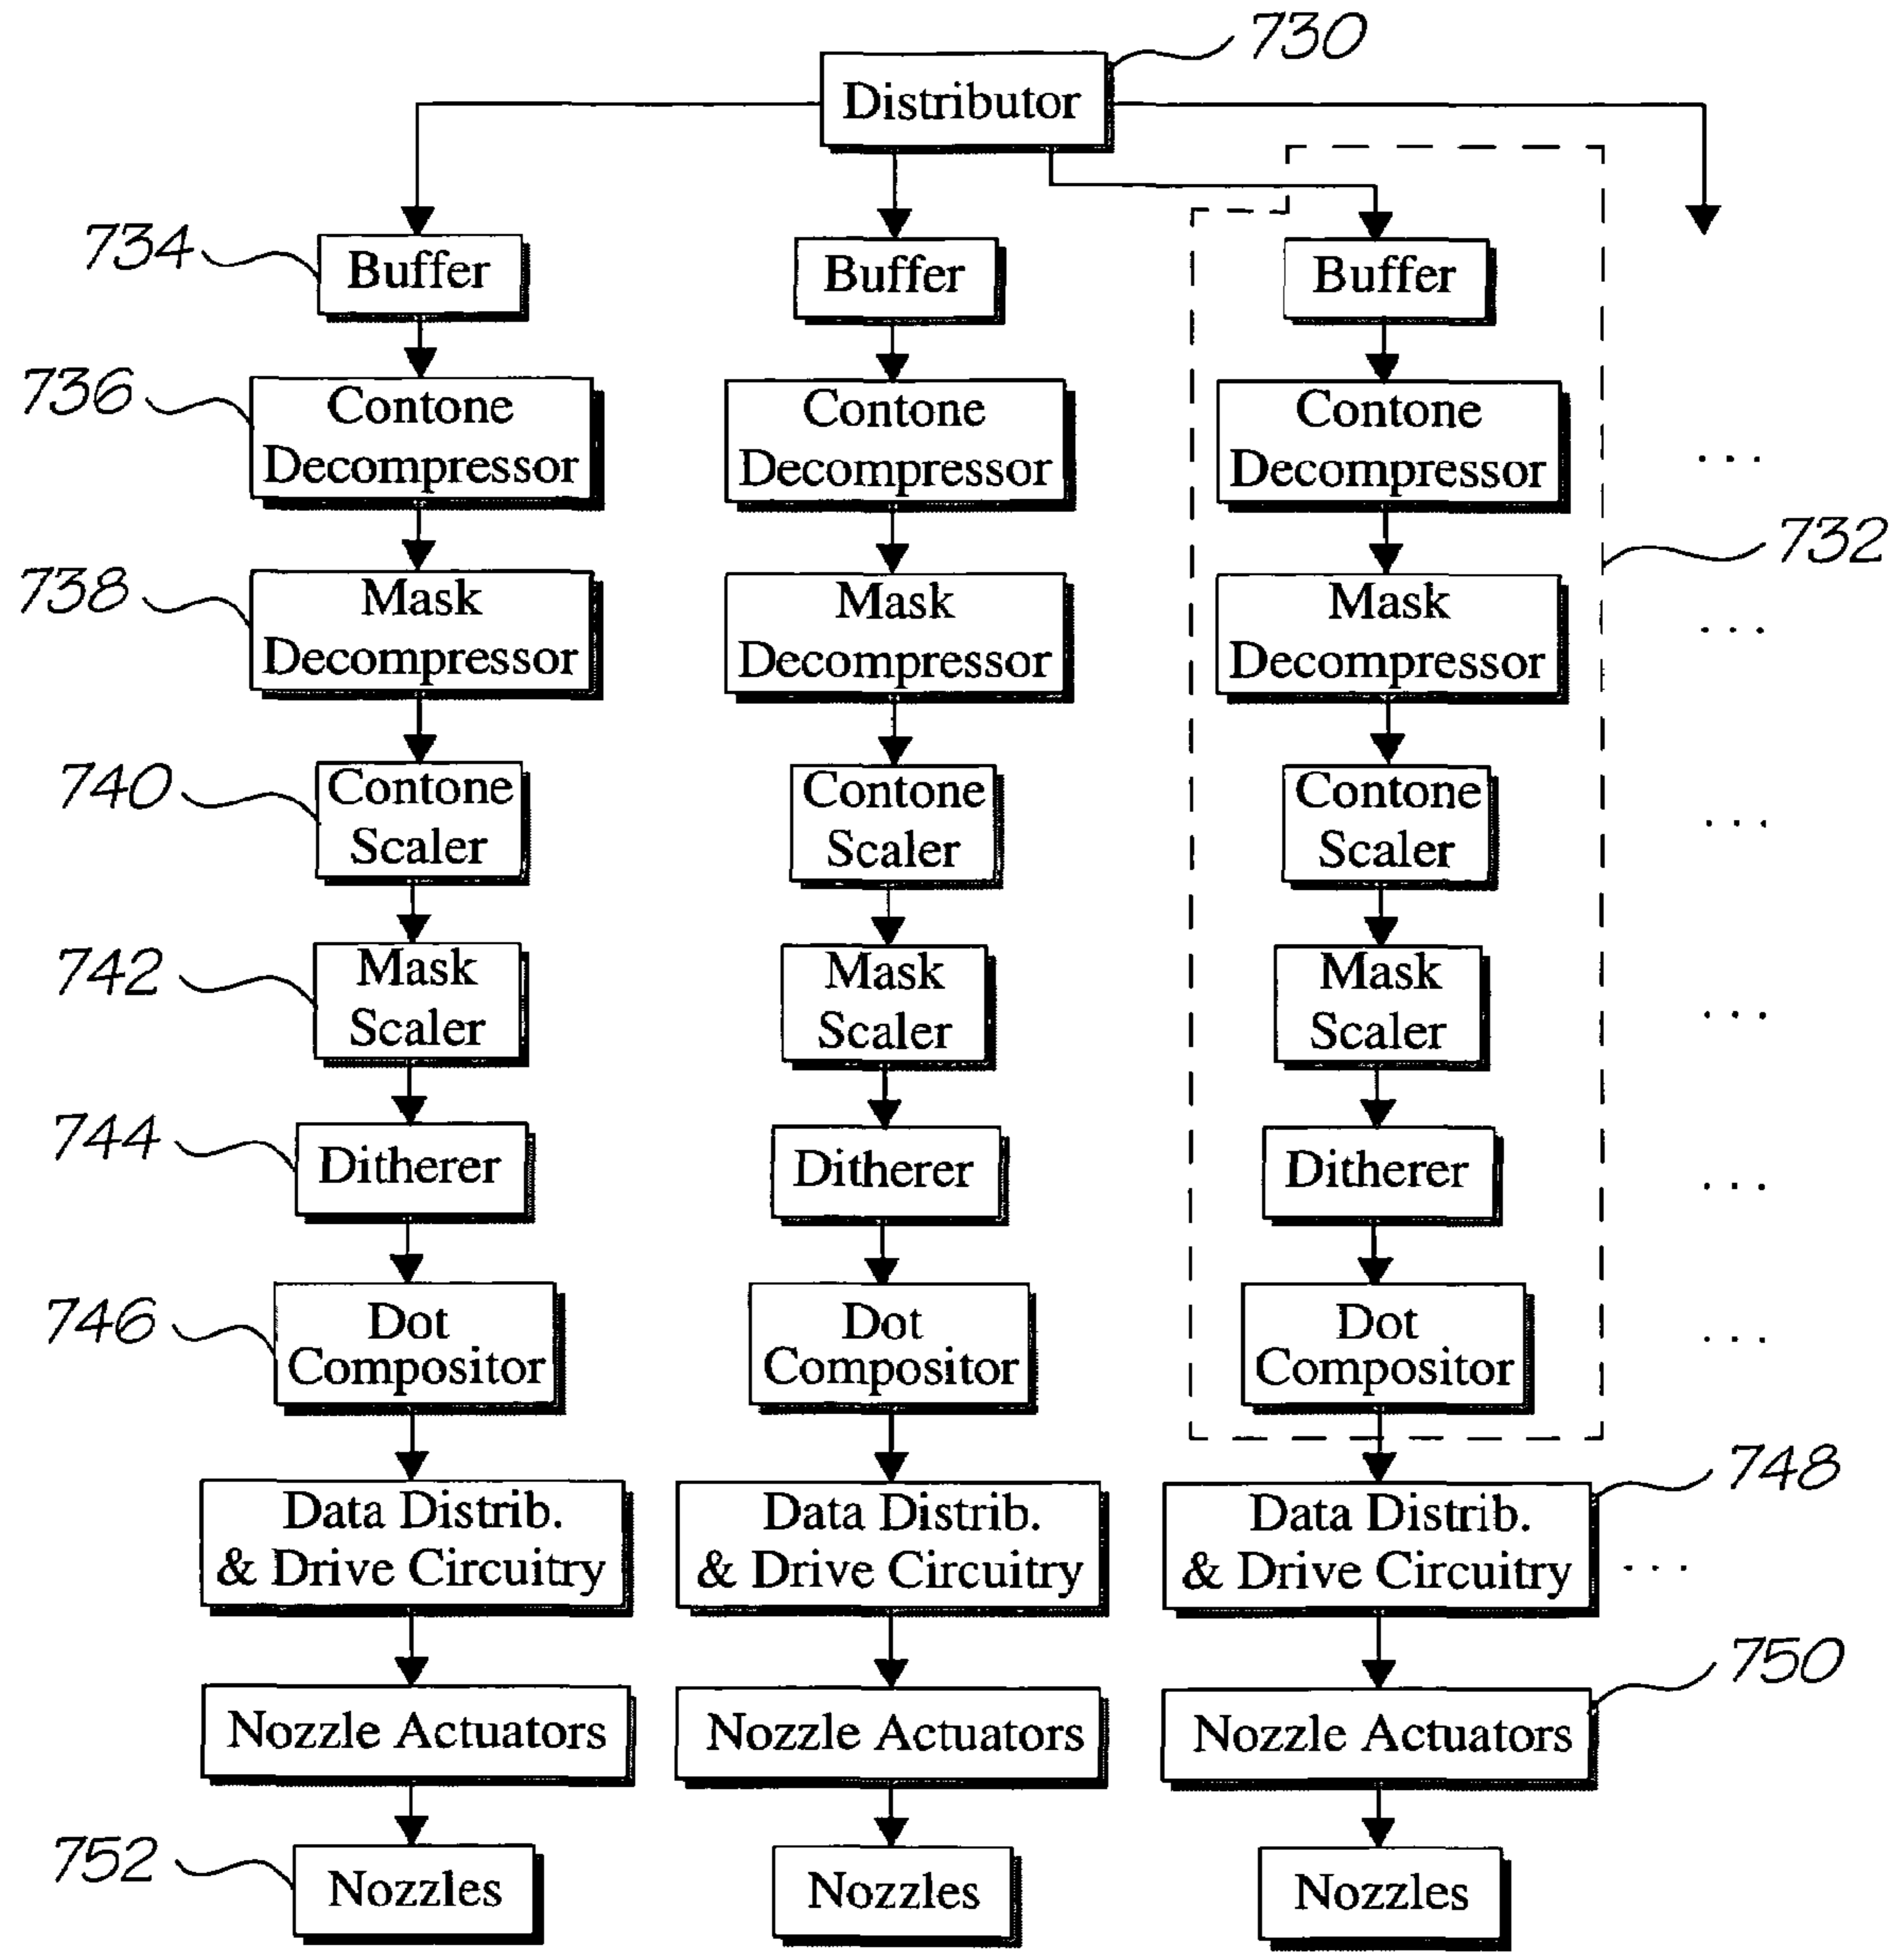 730
Distributor
734
Buffer
Buffer
Buffer
736
Contone
Decompressor
Contone
Decompressor
Contone
Decompressor
...
732
738
Mask
Decompressor
Mask
Decompressor
Mask
Decompressor
...
740
Contone
Scaler
Contone
Scaler
Contone
Scaler
...
742
Mask
Scaler
Mask
Scaler
Mask
Scaler
...
744
Ditherer
Ditherer
Ditherer
...
746
Dot
Compositor
Dot
Compositor
Dot
Compositor
...
748
Data Distrib.
& Drive Circuitry
Data Distrib.
& Drive Circuitry
Data Distrib.
& Drive Circuitry
...
750
Nozzle Actuators
Nozzle Actuators
Nozzle Actuators
752
Nozzles
Nozzles
Nozzles